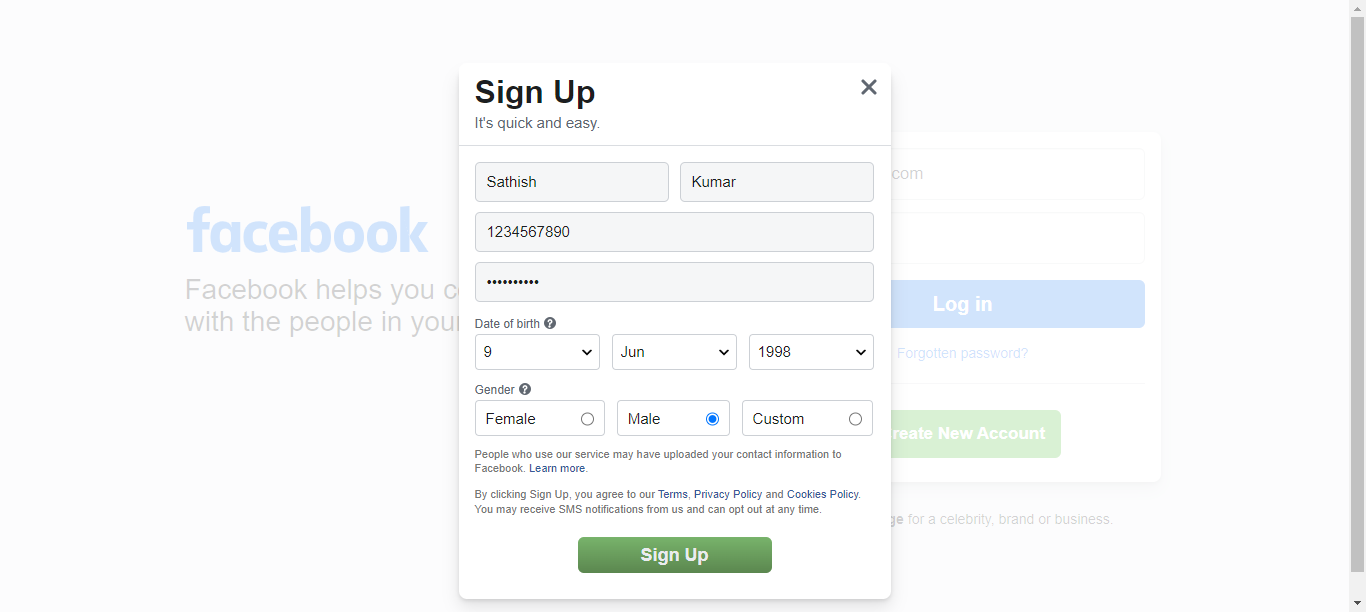 Sign Up
It's quick and easy.
Sathish Kumar
1234567890
••••••••••
Date of birth
9 Jun 1998
Gender
Female Male Custom
People who use our service may have uploaded your contact information to
Facebook. Learn more.
By clicking Sign Up, you agree to our Terms, Privacy Policy and Cookies Policy.
You may receive SMS notifications from us and can opt out at any time.
Sign Up
facebook
Facebook helps you
with the people in your
.com
Log in
Forgotten password?
reate New Account
for a celebrity, brand or business.